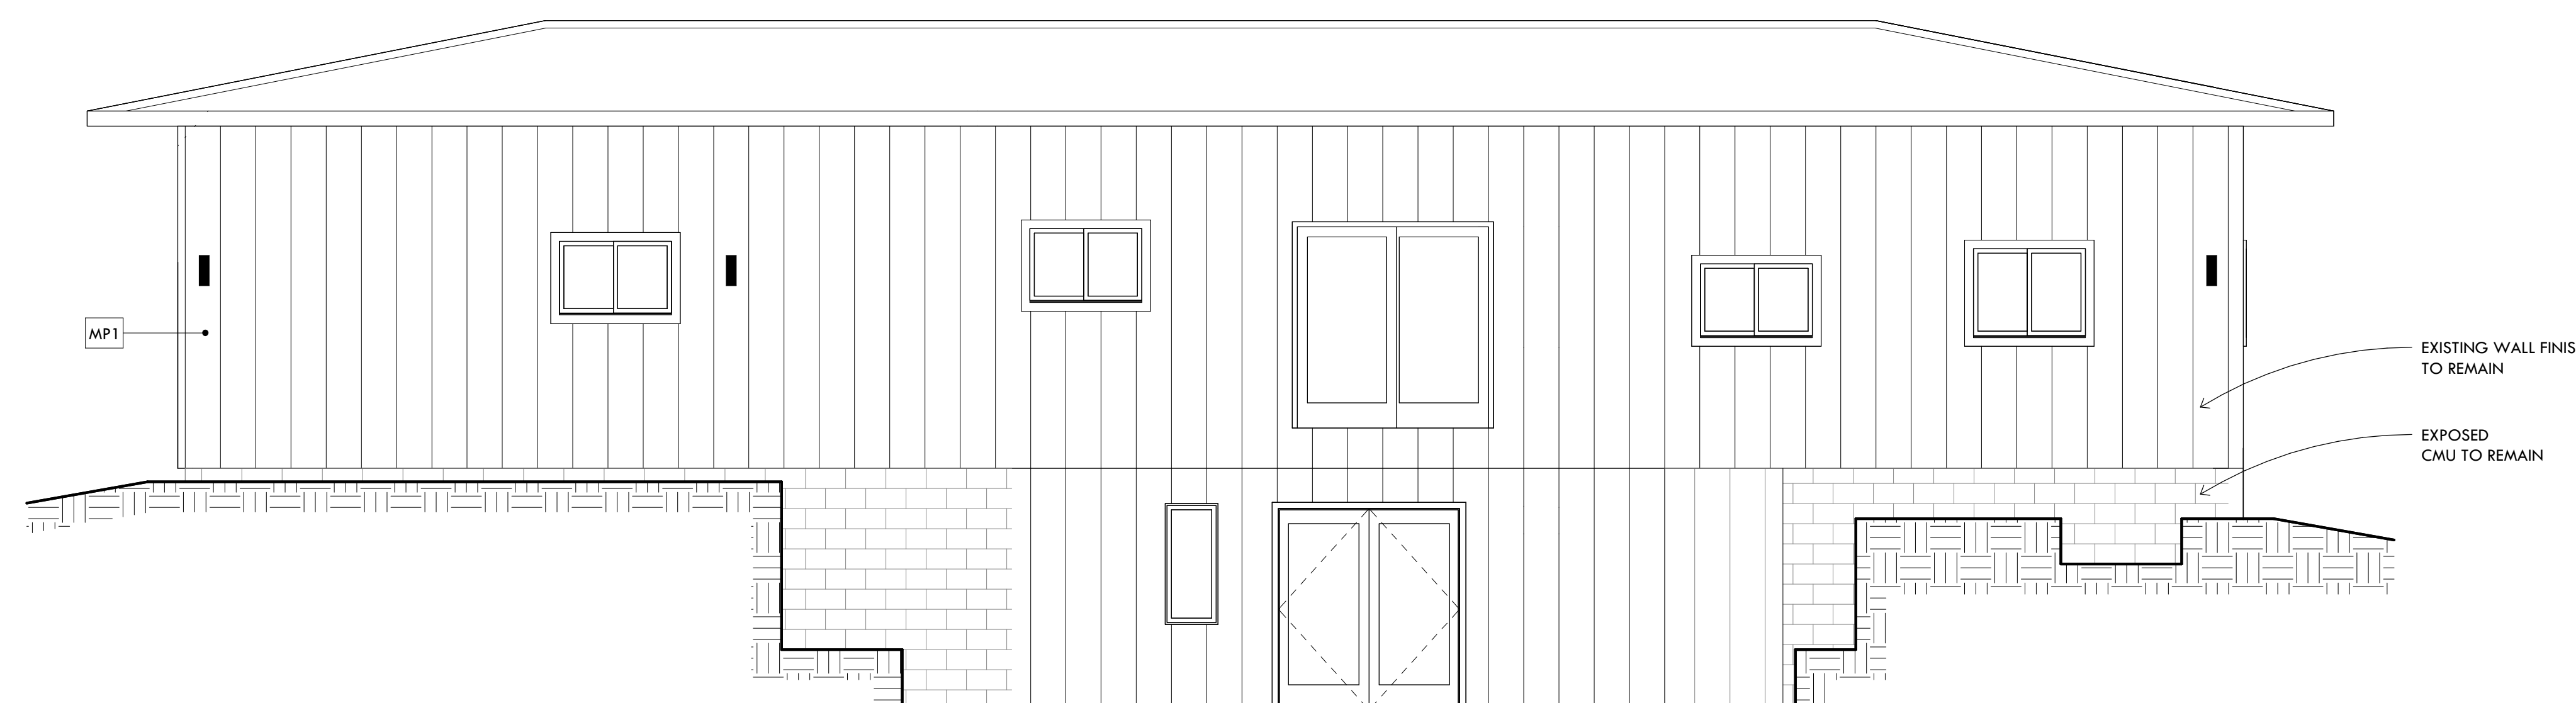 MP1
EXISTING WALL FINIS
TO REMAIN
EXPOSED
CMU TO REMAIN